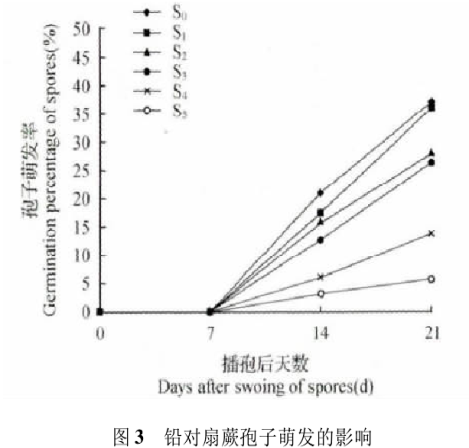 S0
S1
S2
S3
S4
S5
孢子萌发率
Germination percentage of spores(%)
50
45
40
35
30
25
20
15
10
5
0
0 7 14 21
播孢后天数
Days after swoing of spores(d)
图3 铅对扇蕨孢子萌发的影响